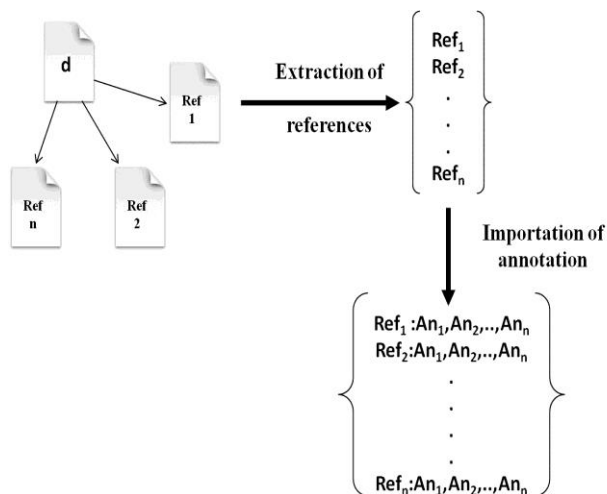 d
Ref
1
Ref
n
Ref
2
Extraction of
references
Ref₁
Ref₂
.
.
.
Refₙ
Importation of
annotation
Ref₁ :An₁,An₂,..,Anₙ
Ref₂:An₁,An₂,..,Anₙ
.
.
.
.
Refₙ:An₁,An₂,..,Anₙ